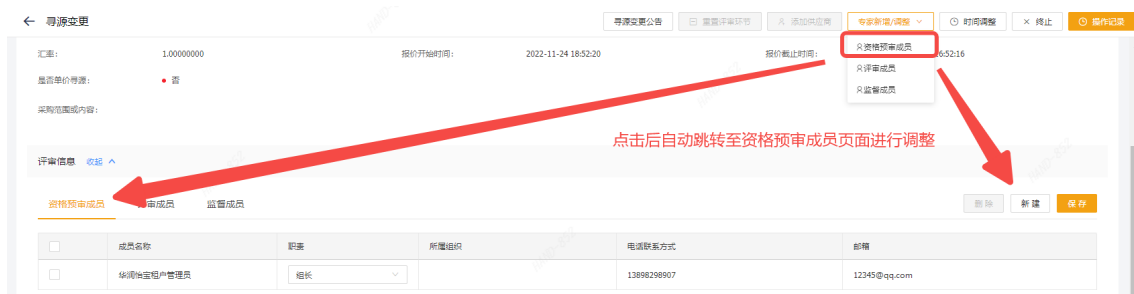 ← 寻源变更 寻源变更公告 重置评审环节 添加供应商 专家新增/调整 时间调整 × 终止 操作记录
汇率: 1.00000000 报价开始时间: 2022-11-24 18:52:20 报价截止时间: 6:52:16
资格预审成员
评审成员
监督成员
是否单价寻源: 否
采购范围或内容:
点击后自动跳转至资格预审成员页面进行调整
评审信息 收起
资格预审成员 审成员 监督成员 删除 新建 保存
成员名称 职责 所属组织 电话联系方式 邮箱
华润怡宝租户管理员 组长 13898298907 12345@qq.com